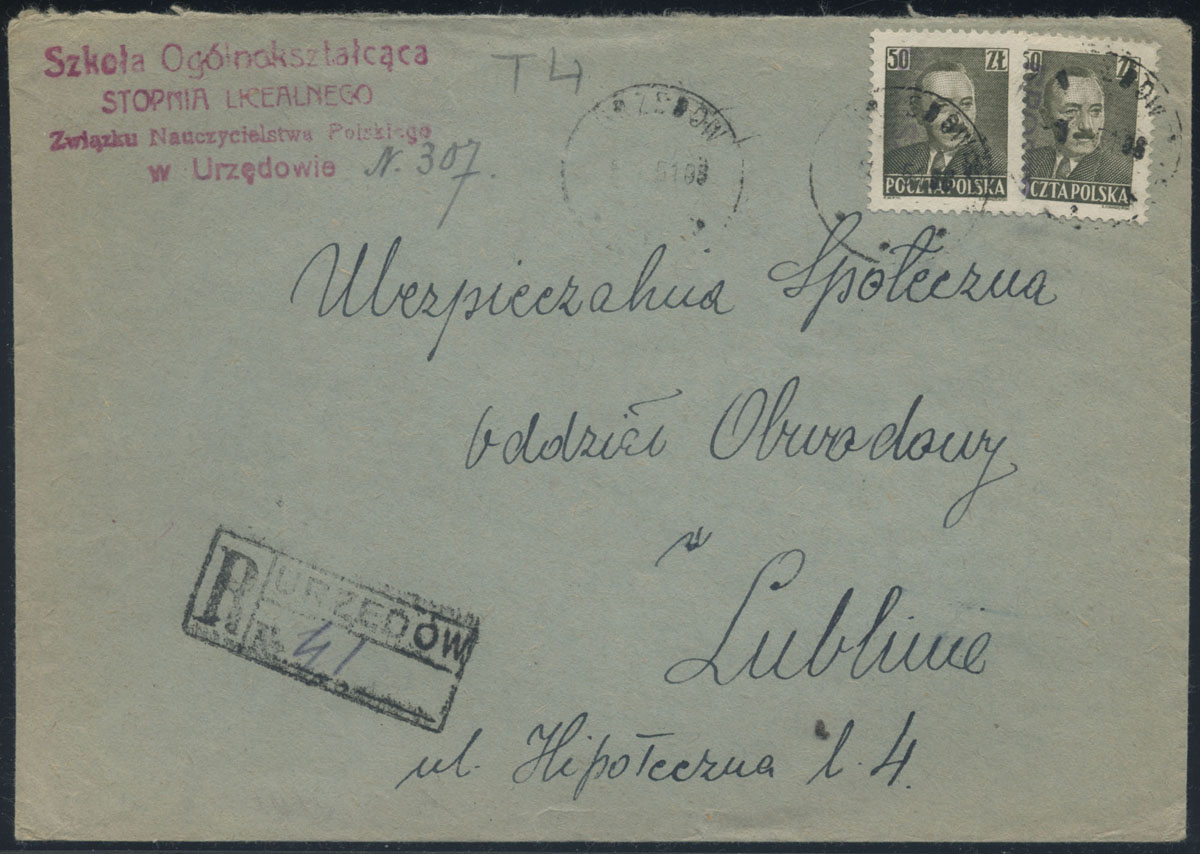 Szkoła Ogólnokształcąca
STOPNIA LICEALNEGO
Związku Nauczycielstwa Polskiego
w Urzędowie N. 307.
T4
50 ZŁ
POCZTA POLSKA
CZTA POLSKA
Ubezpieczalnia Społeczna
Oddział Obwodowy
w
Lublinie
ul. Hipoteczna l. 4.
R URZEDÓW
41